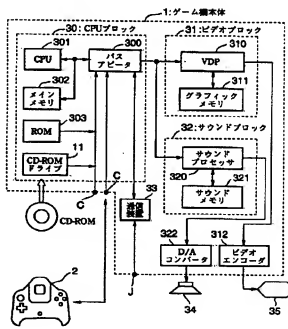 1:ゲーム機本体
30:CPUブロック
301
CPU
300
バス
アビータ
302
メイン
メモリ
303
ROM
11
CD-ROM
ドライブ
C
C
CD-ROM
2
31:ビデオブロック
310
VDP
311
グラフィック
メモリ
32:サウンドブロック
サウンド
プロセッサ
320
321
サウンド
メモリ
33
通信
装置
J
322
D/A
コンバータ
312
ビデオ
エンコーダ
34
35